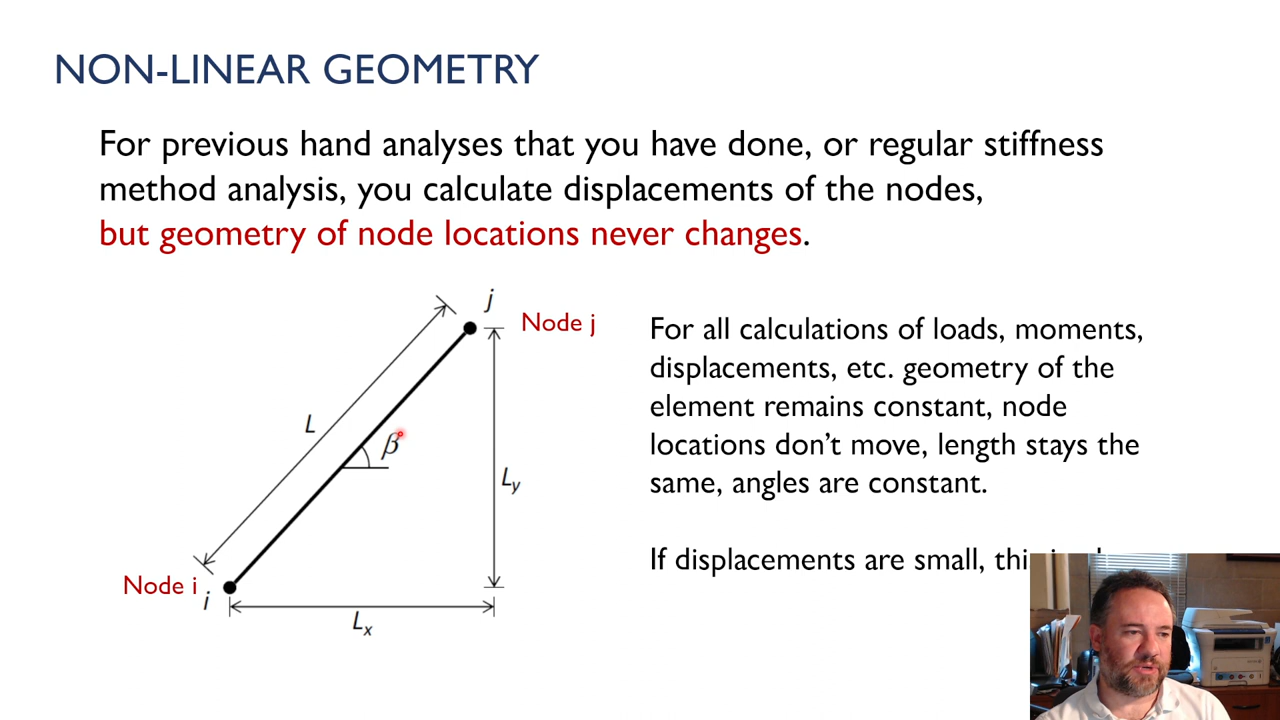 NON-LINEAR GEOMETRY
For previous hand analyses that you have done, or regular stiffness
method analysis, you calculate displacements of the nodes,
but geometry of node locations never changes.
j
Node j
L
β
L_y
Node i
i
L_x
For all calculations of loads, moments,
displacements, etc. geometry of the
element remains constant, node
locations don’t move, length stays the
same, angles are constant.
If displacements are small,